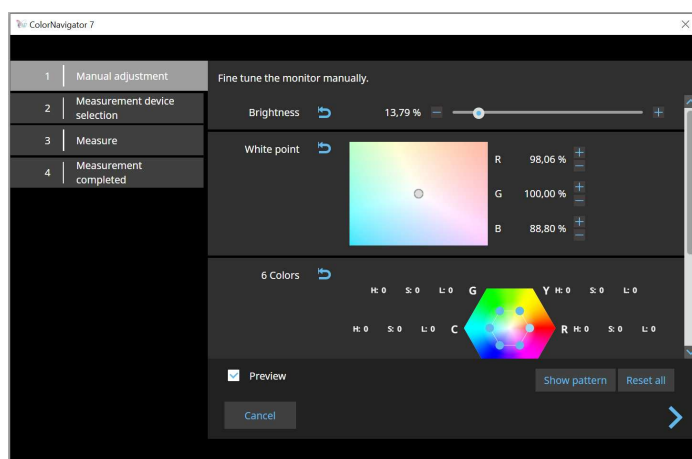 ColorNavigator 7
1 Manual adjustment
2 Measurement device
selection
3 Measure
4 Measurement
completed
Fine tune the monitor manually.
Brightness 13,79 %
White point
R 98,06 %
G 100,00 %
B 88,80 %
6 Colors
H: 0 S: 0 L: 0 G Y H: 0 S: 0 L: 0
H: 0 S: 0 L: 0 C R H: 0 S: 0 L: 0
Preview
Show pattern Reset all
Cancel